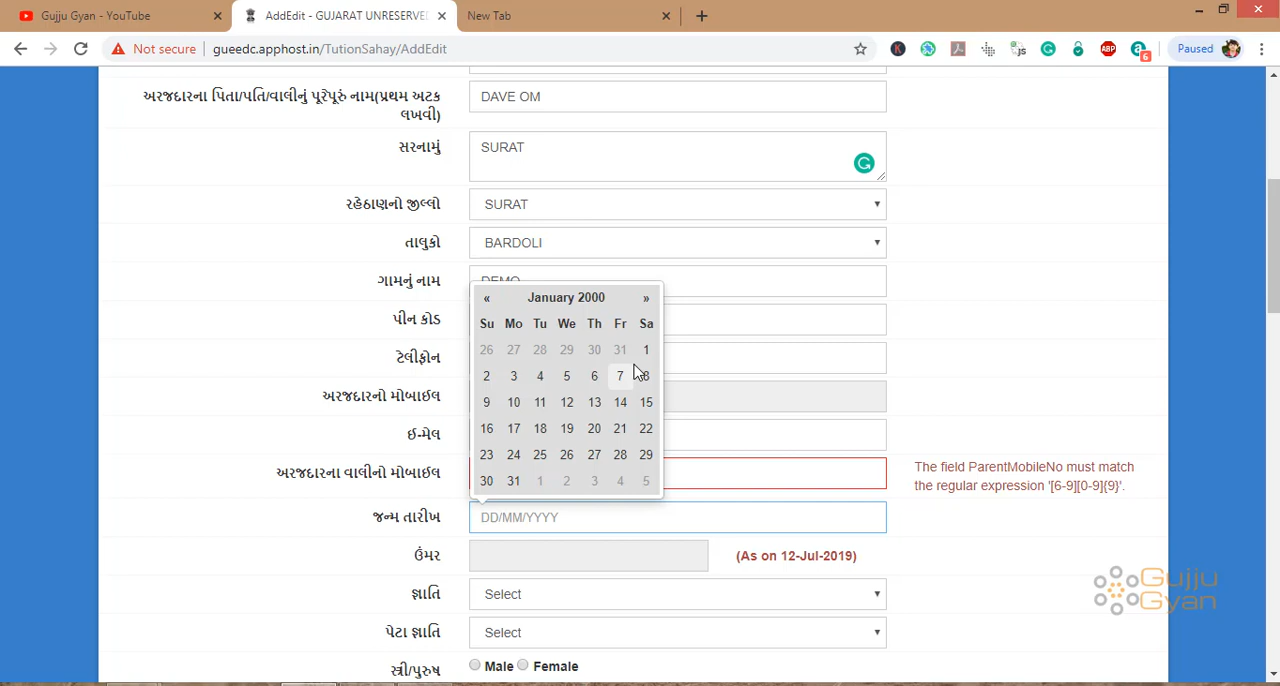 Gujju Gyan - YouTube
AddEdit - GUJARAT UNRESERVE
New Tab
Not secure
gueedc.apphost.in/TutionSahay/AddEdit
Paused
6
અરજદારના પિતા/પતિ/વાલીનું પૂરેપૂરું નામ(પ્રથમ અટક
લખવી)
DAVE OM
સરનામું
SURAT
રહેઠાણનો જીલ્લો
SURAT
તાલુકો
BARDOLI
ગામનું નામ
DEMO
પીન કોડ
ટેલીફોન
અરજદારનો મોબાઈલ
ઈ-મેલ
અરજદારના વાલીનો મોબાઈલ
The field ParentMobileNo must match
the regular expression '[6-9][0-9]{9}'.
« January 2000 »
Su Mo Tu We Th Fr Sa
26 27 28 29 30 31 1
2 3 4 5 6 7 8
9 10 11 12 13 14 15
16 17 18 19 20 21 22
23 24 25 26 27 28 29
30 31 1 2 3 4 5
જન્મ તારીખ
DD/MM/YYYY
ઉંમર
(As on 12-Jul-2019)
જ્ઞાતિ
Select
પેટા જ્ઞાતિ
Select
સ્ત્રી/પુરુષ
Male Female
Gujju
Gyan